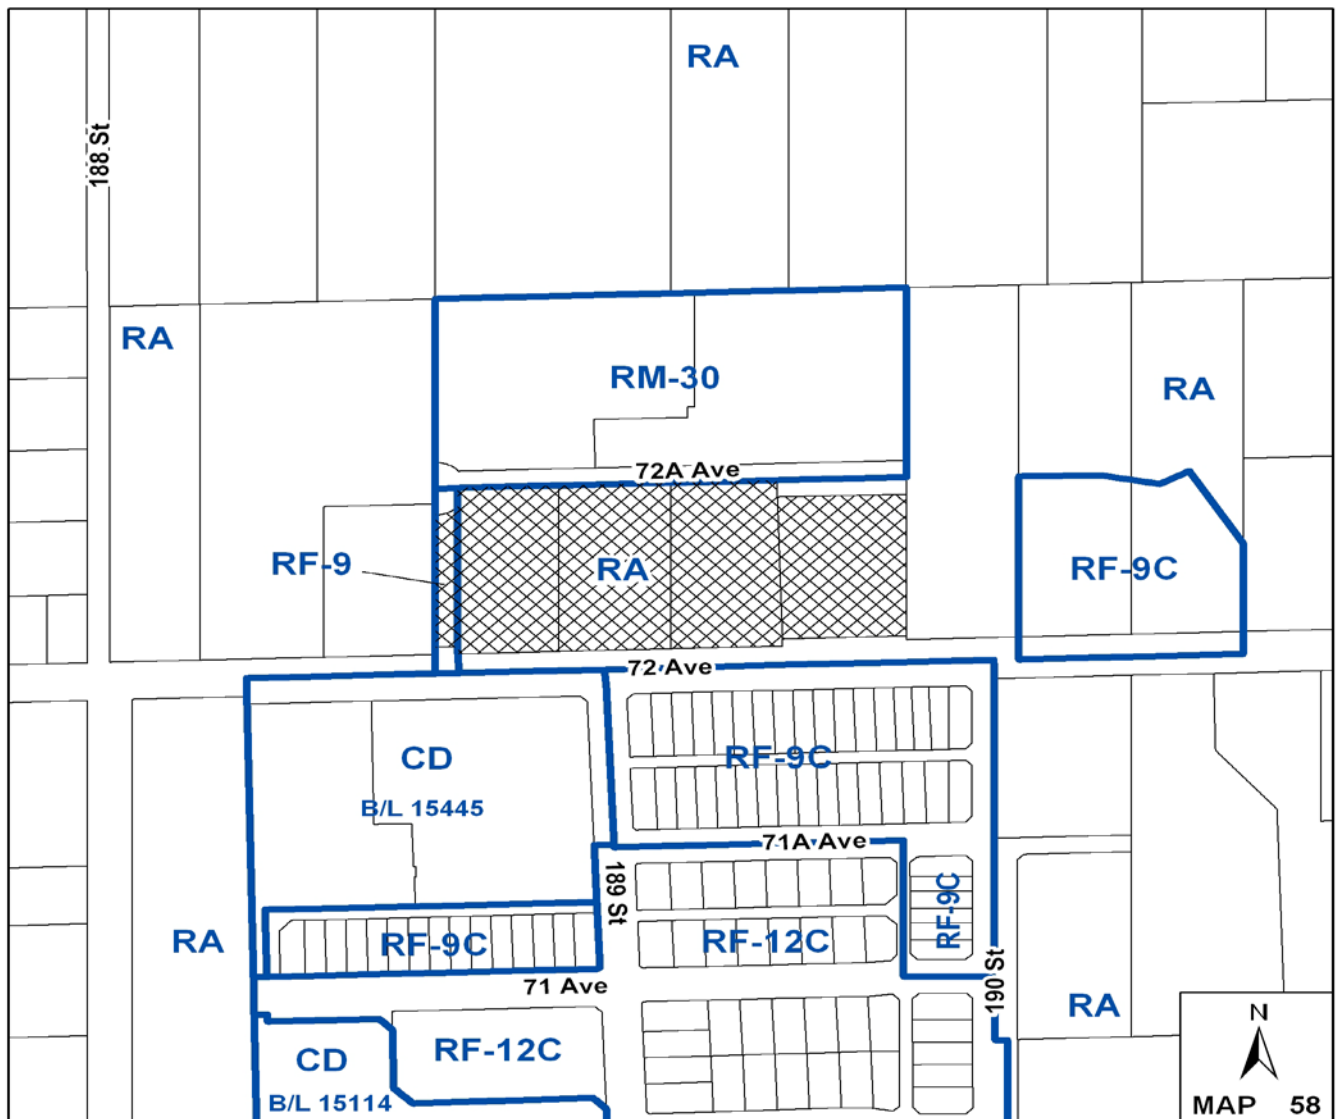 RA
188 St
RA
RM-30
RA
72A Ave
RF-9
RA
RF-9C
72 Ave
CD
B/L 15445
RF-9C
71A Ave
189 St
RF-9C
RA
RF-9C
RF-12C
71 Ave
190 St
RA
CD
B/L 15114
RF-12C
N
MAP 58